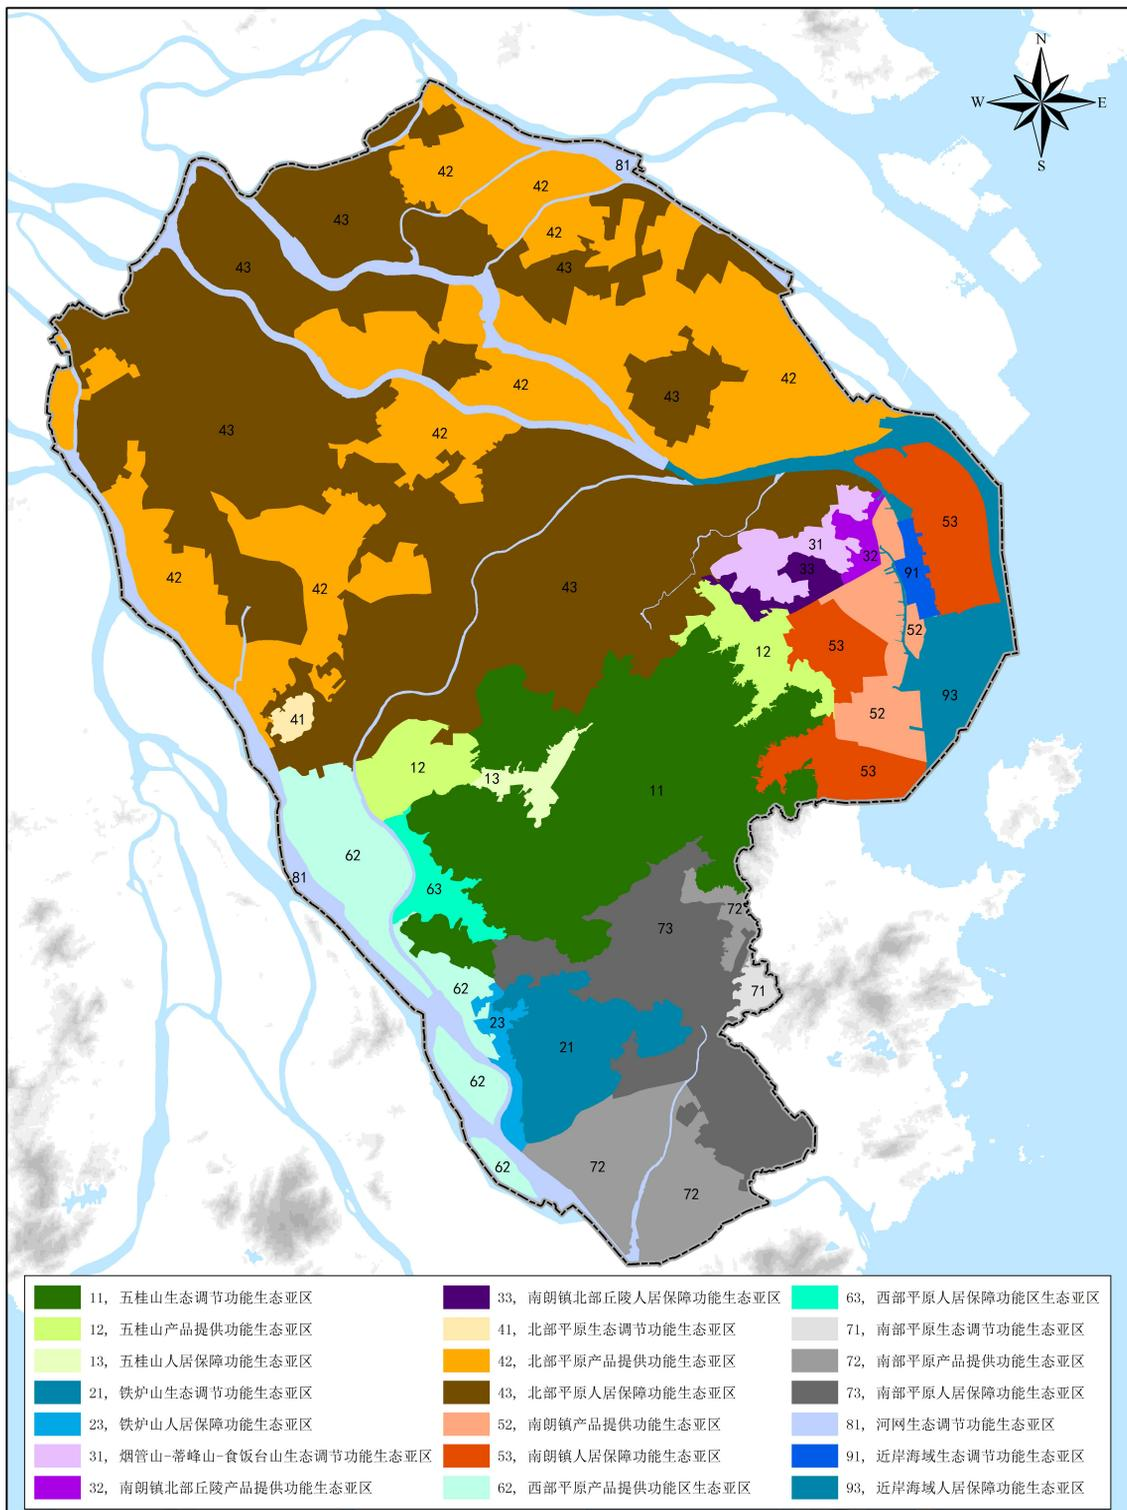 N
W
E
S
81
42
42
43
42
43
43
42
43
42
42
43
53
31
32
42
33
91
42
43
52
12
53
93
41
52
12
53
13
11
62
81
63
72
73
62
71
23
21
62
62
72
72
11, 五桂山生态调节功能生态亚区
12, 五桂山产品提供功能生态亚区
13, 五桂山人居保障功能生态亚区
21, 铁炉山生态调节功能生态亚区
23, 铁炉山人居保障功能生态亚区
31, 烟管山-蒂峰山-食饭台山生态调节功能生态亚区
32, 南朗镇北部丘陵产品提供功能生态亚区
33, 南朗镇北部丘陵人居保障功能生态亚区
41, 北部平原生态调节功能生态亚区
42, 北部平原产品提供功能生态亚区
43, 北部平原人居保障功能生态亚区
52, 南朗镇产品提供功能生态亚区
53, 南朗镇人居保障功能生态亚区
62, 西部平原产品提供功能区生态亚区
63, 西部平原人居保障功能区生态亚区
71, 南部平原生态调节功能生态亚区
72, 南部平原产品提供功能生态亚区
73, 南部平原人居保障功能生态亚区
81, 河网生态调节功能生态亚区
91, 近岸海域生态调节功能生态亚区
93, 近岸海域人居保障功能生态亚区